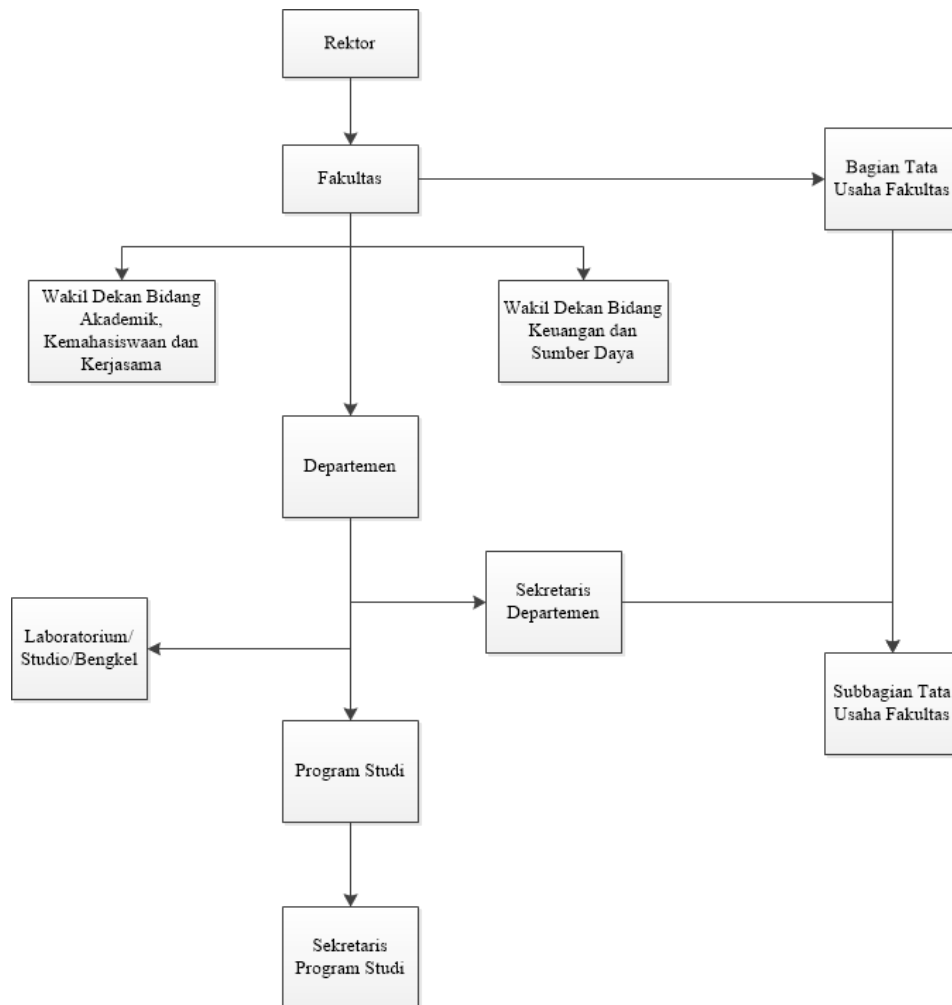 Rektor
Fakultas
Bagian Tata
Usaha Fakultas
Wakil Dekan Bidang
Akademik,
Kemahasiswaan dan
Kerjasama
Wakil Dekan Bidang
Keuangan dan
Sumber Daya
Departemen
Sekretaris
Departemen
Laboratorium/
Studio/Bengkel
Subbagian Tata
Usaha Fakultas
Program Studi
Sekretaris
Program Studi